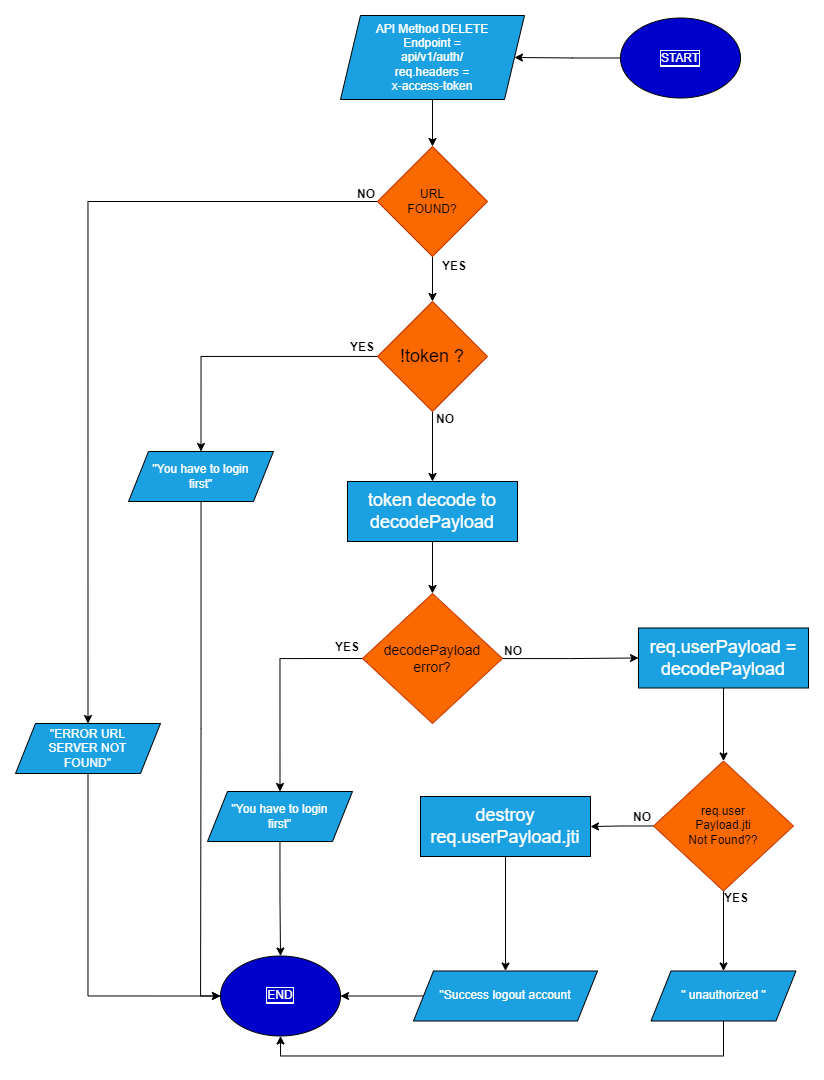 API Method DELETE
Endpoint =
api/v1/auth/
req.headers =
x-access-token
START
NO
URL
FOUND?
YES
YES
!token ?
NO
"You have to login
first"
token decode to
decodePayload
YES
decodePayload
error?
NO
req.userPayload =
decodePayload
"ERROR URL
SERVER NOT
FOUND"
"You have to login
first"
destroy
req.userPayload.jti
NO
req.user
Payload.jti
Not Found??
YES
END
"Success logout account
" unauthorized "